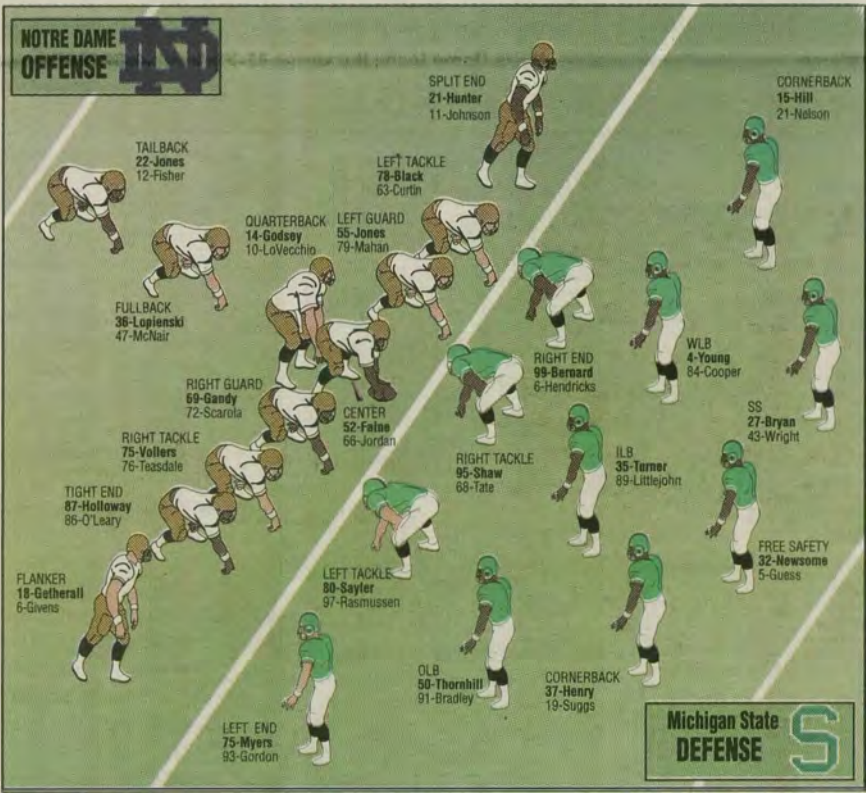 NOTRE DAME
OFFENSE
ND
SPLIT END
21-Hunter
11-Johnson
CORNERBACK
15-Hill
21-Nelson
TAILBACK
22-Jones
12-Fisher
LEFT TACKLE
78-Black
63-Curtin
QUARTERBACK
14-Godsey
10-LoVecchio
LEFT GUARD
55-Jones
79-Mahan
FULLBACK
36-Lopienski
47-McNair
RIGHT END
99-Bernard
6-Hendricks
WLB
4-Young
84-Cooper
RIGHT GUARD
69-Gandy
72-Scarola
CENTER
52-Faine
66-Jordan
SS
27-Bryan
43-Wright
RIGHT TACKLE
75-Vollers
76-Teasdale
RIGHT TACKLE
95-Shaw
68-Tate
ILB
35-Turner
89-Littlejohn
TIGHT END
87-Holloway
86-O'Leary
FREE SAFETY
32-Newsome
5-Guess
FLANKER
18-Getherall
6-Givens
LEFT TACKLE
80-Sayler
97-Rasmussen
OLB
50-Thornhill
91-Bradley
CORNERBACK
37-Henry
19-Suggs
LEFT END
75-Myers
93-Gordon
Michigan State
DEFENSE
S